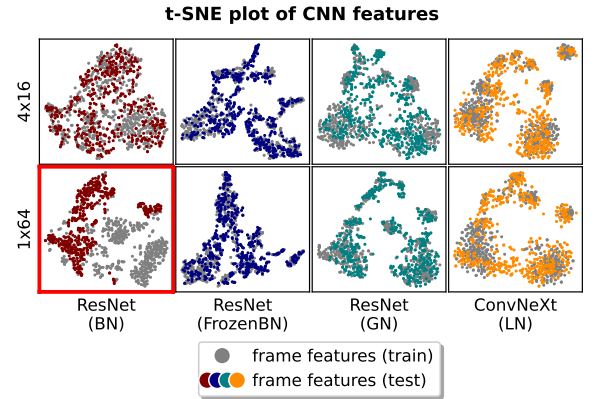 t-SNE plot of CNN features
4x16
1x64
ResNet
(BN)
ResNet
(FrozenBN)
ResNet
(GN)
ConvNeXt
(LN)
frame features (train)
frame features (test)